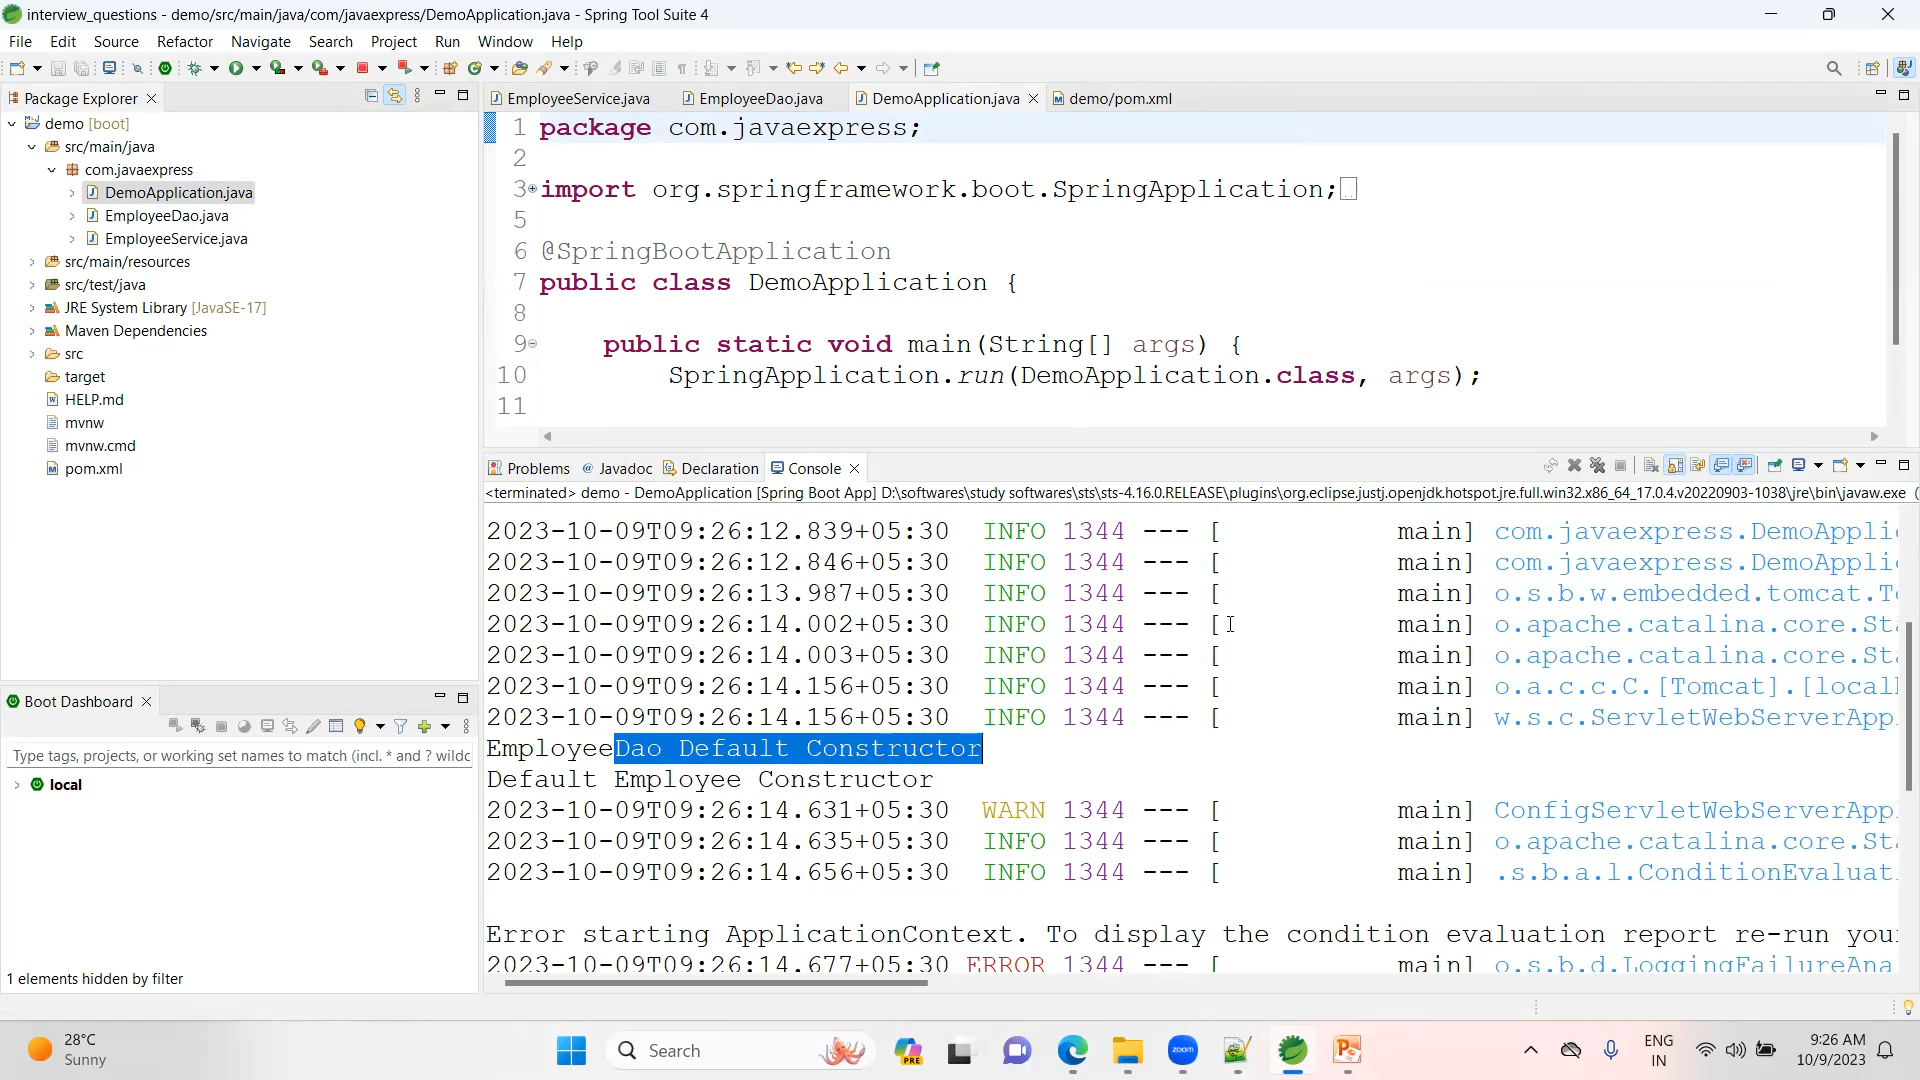 interview_questions - demo/src/main/java/com/javaexpress/DemoApplication.java - Spring Tool Suite 4
File Edit Source Refactor Navigate Search Project Run Window Help
Package Explorer
demo [boot]
src/main/java
com.javaexpress
DemoApplication.java
EmployeeDao.java
EmployeeService.java
src/main/resources
src/test/java
JRE System Library [JavaSE-17]
Maven Dependencies
src
target
HELP.md
mvnw
mvnw.cmd
pom.xml
Boot Dashboard
Type tags, projects, or working set names to match (incl. * and ? wildc
local
1 elements hidden by filter
EmployeeService.java EmployeeDao.java DemoApplication.java demo/pom.xml
1 package com.javaexpress;
2
3 import org.springframework.boot.SpringApplication;
5
6 @SpringBootApplication
7 public class DemoApplication {
8
9 public static void main(String[] args) {
10 SpringApplication.run(DemoApplication.class, args);
11
Problems @ Javadoc Declaration Console
<terminated> demo - DemoApplication [Spring Boot App] D:\softwares\study softwares\sts\sts-4.16.0.RELEASE\plugins\org.eclipse.justj.openjdk.hotspot.jre.full.win32.x86_64_17.0.4.v20220903-1038\jre\bin\javaw.exe (
2023-10-09T09:26:12.839+05:30 INFO 1344 --- [ main] com.javaexpress.DemoApplic
2023-10-09T09:26:12.846+05:30 INFO 1344 --- [ main] com.javaexpress.DemoApplic
2023-10-09T09:26:13.987+05:30 INFO 1344 --- [ main] o.s.b.w.embedded.tomcat.T
2023-10-09T09:26:14.002+05:30 INFO 1344 --- [ main] o.apache.catalina.core.St
2023-10-09T09:26:14.003+05:30 INFO 1344 --- [ main] o.apache.catalina.core.St
2023-10-09T09:26:14.156+05:30 INFO 1344 --- [ main] o.a.c.c.C.[Tomcat].[local
2023-10-09T09:26:14.156+05:30 INFO 1344 --- [ main] w.s.c.ServletWebServerApp
EmployeeDao Default Constructor
Default Employee Constructor
2023-10-09T09:26:14.631+05:30 WARN 1344 --- [ main] ConfigServletWebServerApp
2023-10-09T09:26:14.635+05:30 INFO 1344 --- [ main] o.apache.catalina.core.St
2023-10-09T09:26:14.656+05:30 INFO 1344 --- [ main] .s.b.a.l.ConditionEvaluat
Error starting ApplicationContext. To display the condition evaluation report re-run you
2023-10-09T09:26:14.677+05:30 ERROR 1344 --- [ main] o.s.b.d.LoggingFailureAna
28°C
Sunny
Search
PRE
zoom
ENG
IN
9:26 AM
10/9/2023